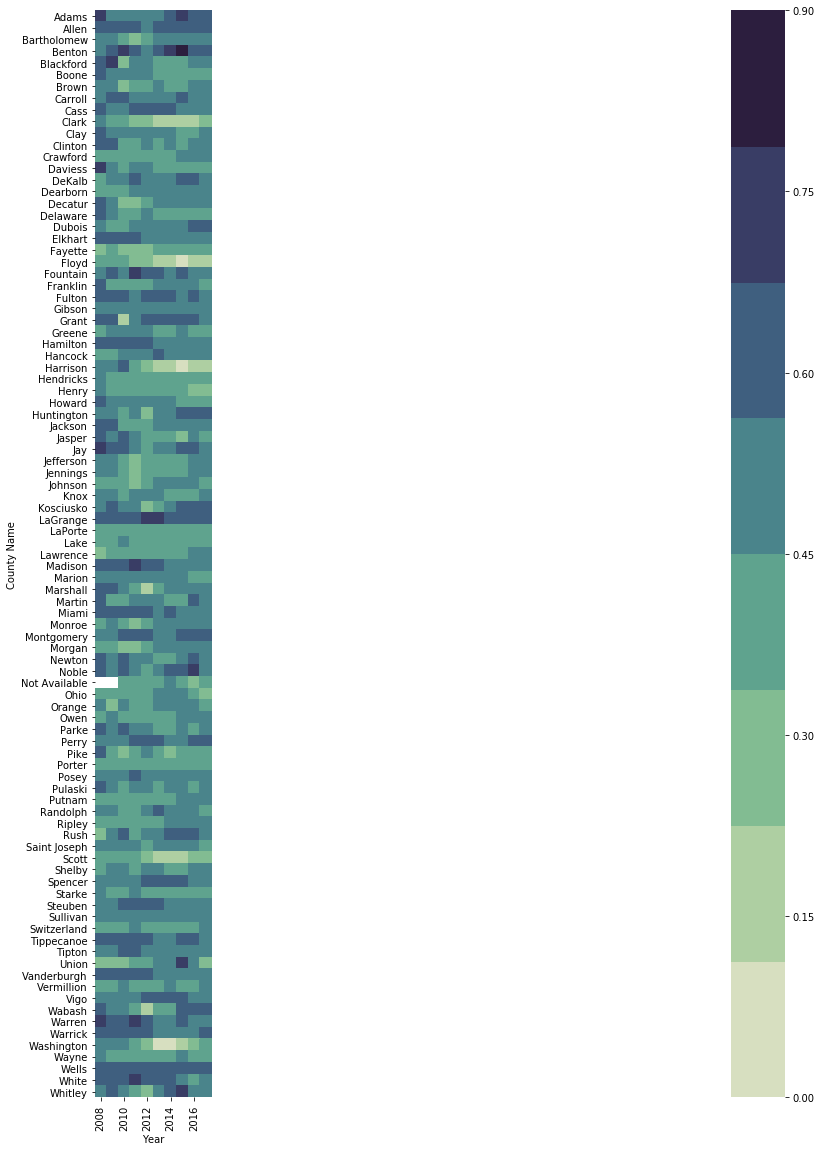 Adams
Allen
Bartholomew
Benton
Blackford
Boone
Brown
Carroll
Cass
Clark
Clay
Clinton
Crawford
Daviess
DeKalb
Dearborn
Decatur
Delaware
Dubois
Elkhart
Fayette
Floyd
Fountain
Franklin
Fulton
Gibson
Grant
Greene
Hamilton
Hancock
Harrison
Hendricks
Henry
Howard
Huntington
Jackson
Jasper
Jay
Jefferson
Jennings
Johnson
Knox
Kosciusko
LaGrange
LaPorte
Lake
Lawrence
Madison
Marion
Marshall
Martin
Miami
Monroe
Montgomery
Morgan
Newton
Noble
Not Available
Ohio
Orange
Owen
Parke
Perry
Pike
Porter
Posey
Pulaski
Putnam
Randolph
Ripley
Rush
Saint Joseph
Scott
Shelby
Spencer
Starke
Steuben
Sullivan
Switzerland
Tippecanoe
Tipton
Union
Vanderburgh
Vermillion
Vigo
Wabash
Warren
Warrick
Washington
Wayne
Wells
White
Whitley
County Name
2008
2010
2012
2014
2016
Year
0.90
0.75
0.60
0.45
0.30
0.15
0.00